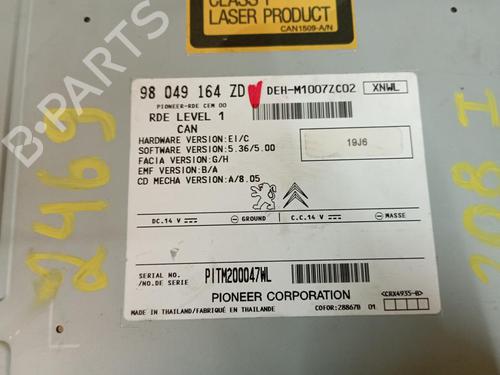 CLASS 1
LASER PRODUCT
CAN1509-A/N
98 049 164 ZD DEH-M1007ZC02 XNWL
PIONEER-RDE CEM 00
RDE LEVEL 1
CAN
HARDWARE VERSION:EI/C
SOFTWARE VERSION:5.36/5.00
FACIA VERSION:G/H
EMF VERSION:B/A
CD MECHA VERSION:A/8.05
19J6
DC.14 V GROUND C.C.14 V MASSE
SERIAL NO.
/NO.DE SERIE
PITM200047WL
PIONEER CORPORATION
<CRX4935-B>
MADE IN THAILAND/FABRIQUÉ EN THAILANDE COFOR:28867B 01
2469
208 I
B-PARTS